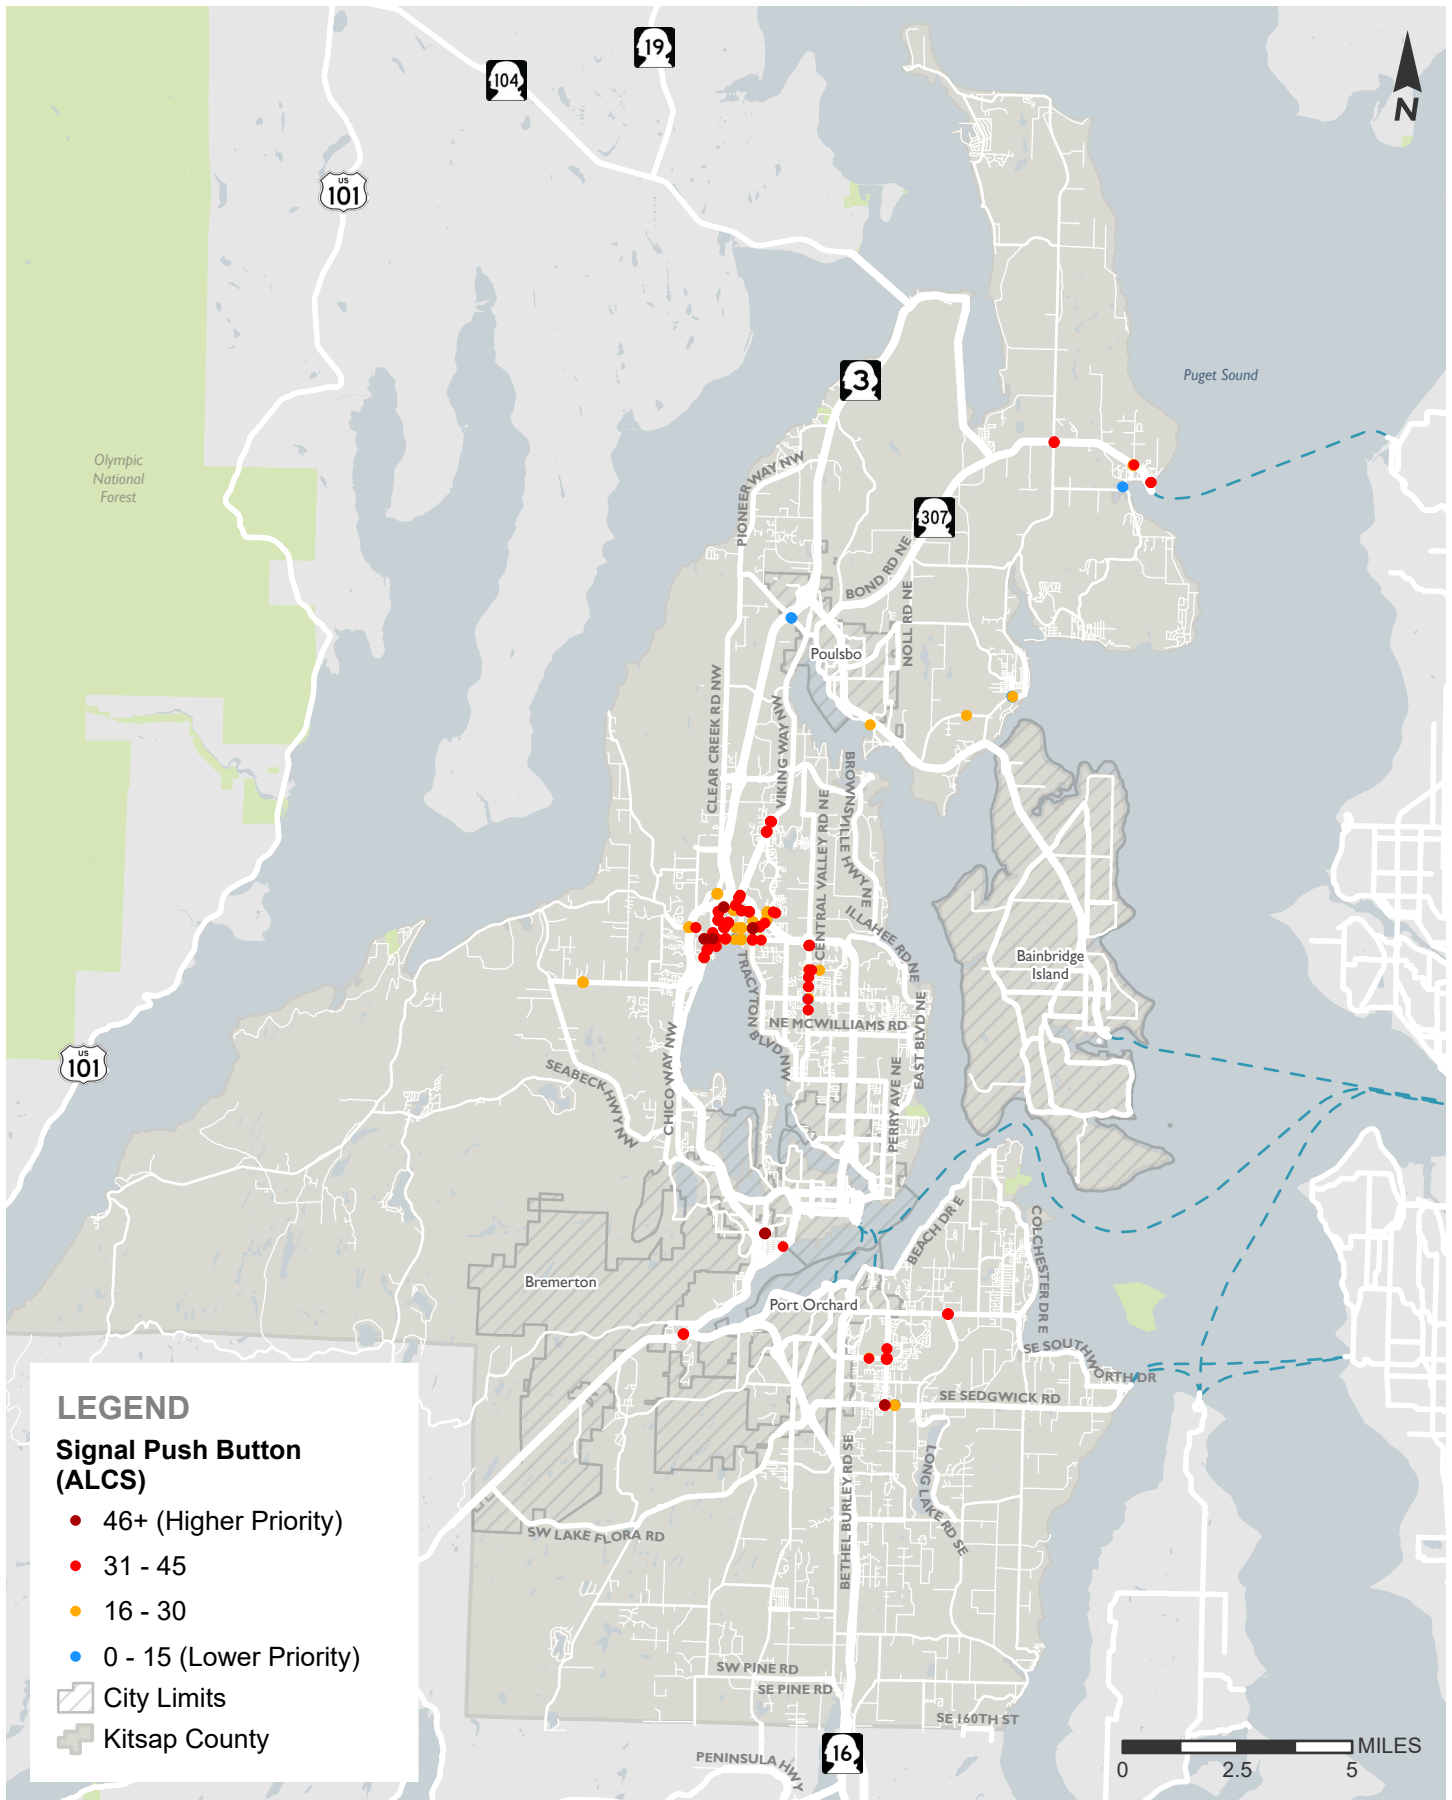 19
104
N
US
101
3
Puget Sound
Olympic
National
Forest
PIONEER WAY NW
307
BOND RD NE
NOLL RD NE
Poulsbo
CLEAR CREEK RD NW
VIKING WAY NW
BROWNSVILLE HWY NE
CENTRAL VALLEY RD NE
ILLAHEE RD NE
Bainbridge
Island
TRACYTON BLVD NW
NE MCWILLIAMS RD
EAST BLVD NE
US
101
SEABECK HWY NW
CHICO WAY NW
PERRY AVE NE
BEACH DR E
COLCHESTER DR E
Bremerton
Port Orchard
SE SOUTHWORTH DR
SE SEDGWICK RD
LEGEND
Signal Push Button
(ALCS)
46+ (Higher Priority)
31 - 45
16 - 30
0 - 15 (Lower Priority)
City Limits
Kitsap County
BETHEL BURLEY RD SE
LONG LAKE RD SE
SW LAKE FLORA RD
SW PINE RD
SE PINE RD
SE 160TH ST
PENINSULA HWY
16
MILES
0 2.5 5